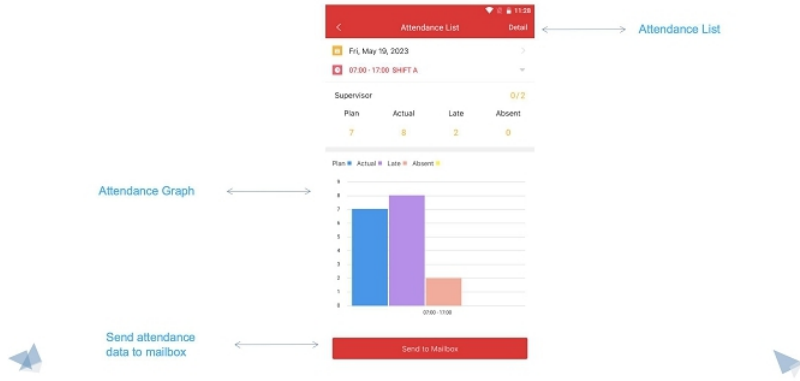 11:28
Attendance List
Detail
Attendance List
Fri, May 19, 2023
07:00 - 17:00 SHIFT A
Supervisor
0/2
Plan
Actual
Late
Absent
7
8
2
0
Plan
Actual
Late
Absent
9
8
7
6
5
4
3
2
1
0
07:00 - 17:00
Attendance Graph
Send attendance
data to mailbox
Send to Mailbox